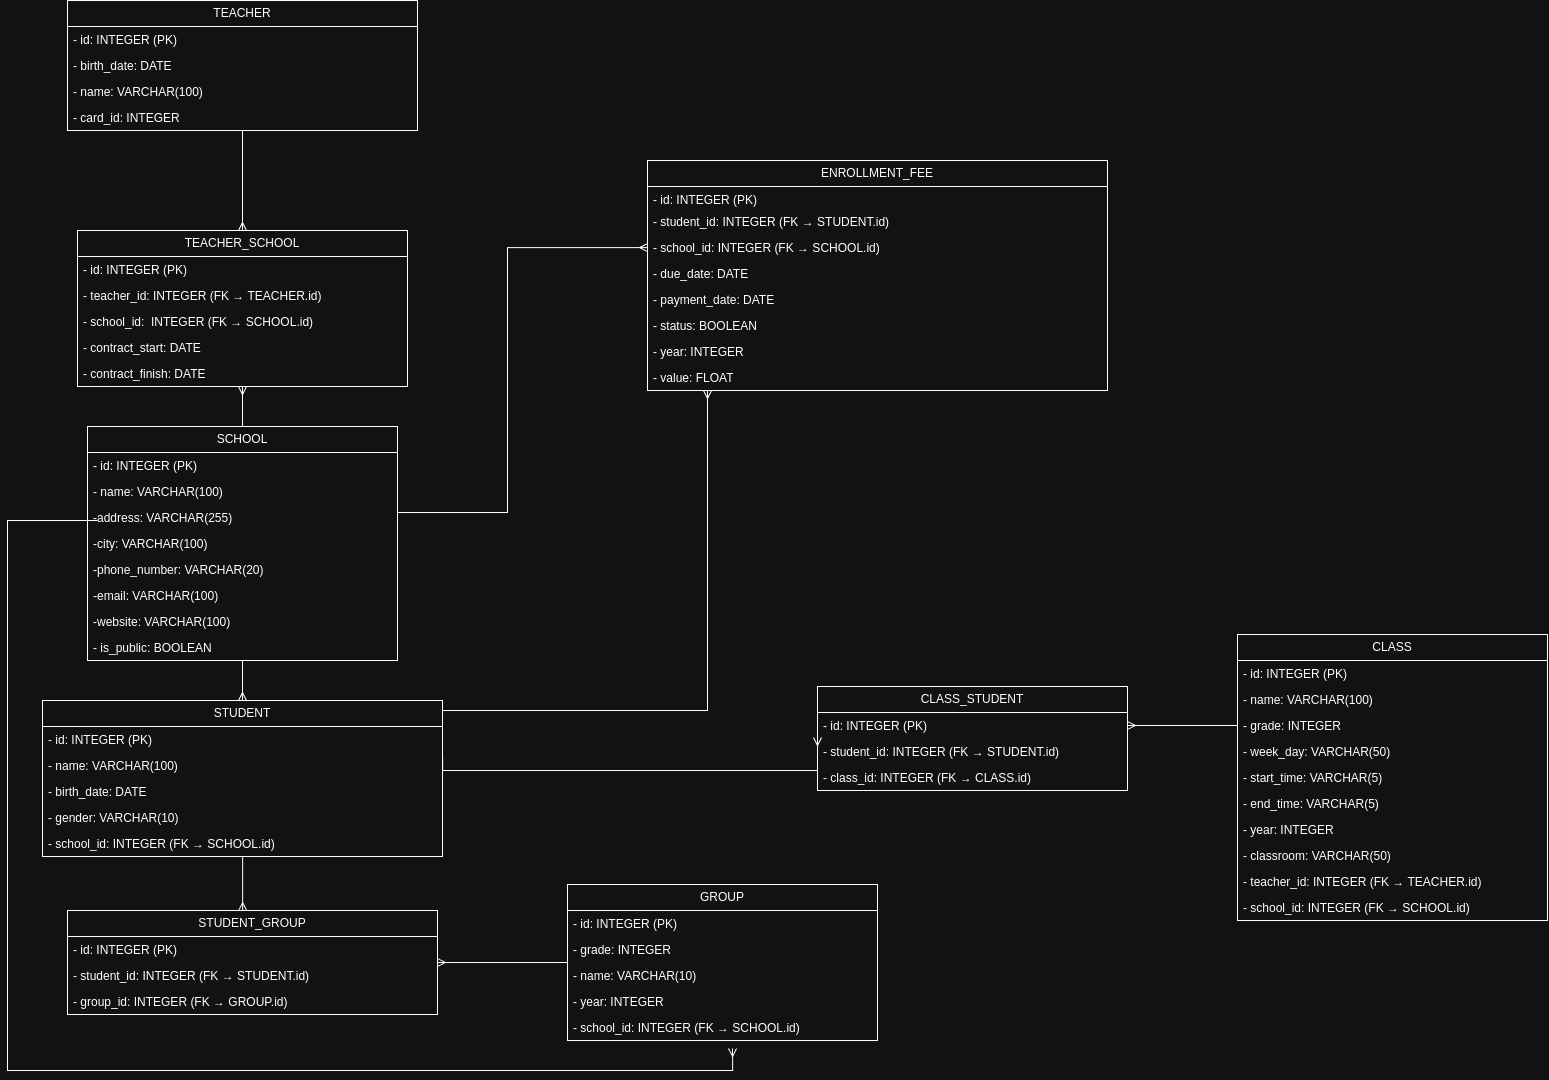 TEACHER
- id: INTEGER (PK)
- birth_date: DATE
- name: VARCHAR(100)
- card_id: INTEGER
TEACHER_SCHOOL
- id: INTEGER (PK)
- teacher_id: INTEGER (FK → TEACHER.id)
- school_id:  INTEGER (FK → SCHOOL.id)
- contract_start: DATE
- contract_finish: DATE
SCHOOL
- id: INTEGER (PK)
- name: VARCHAR(100)
-address: VARCHAR(255)
-city: VARCHAR(100)
-phone_number: VARCHAR(20)
-email: VARCHAR(100)
-website: VARCHAR(100)
- is_public: BOOLEAN
STUDENT
- id: INTEGER (PK)
- name: VARCHAR(100)
- birth_date: DATE
- gender: VARCHAR(10)
- school_id: INTEGER (FK → SCHOOL.id)
STUDENT_GROUP
- id: INTEGER (PK)
- student_id: INTEGER (FK → STUDENT.id)
- group_id: INTEGER (FK → GROUP.id)
ENROLLMENT_FEE
- id: INTEGER (PK)
- student_id: INTEGER (FK → STUDENT.id)
- school_id: INTEGER (FK → SCHOOL.id)
- due_date: DATE
- payment_date: DATE
- status: BOOLEAN
- year: INTEGER
- value: FLOAT
CLASS_STUDENT
- id: INTEGER (PK)
- student_id: INTEGER (FK → STUDENT.id)
- class_id: INTEGER (FK → CLASS.id)
GROUP
- id: INTEGER (PK)
- grade: INTEGER
- name: VARCHAR(10)
- year: INTEGER
- school_id: INTEGER (FK → SCHOOL.id)
CLASS
- id: INTEGER (PK)
- name: VARCHAR(100)
- grade: INTEGER
- week_day: VARCHAR(50)
- start_time: VARCHAR(5)
- end_time: VARCHAR(5)
- year: INTEGER
- classroom: VARCHAR(50)
- teacher_id: INTEGER (FK → TEACHER.id)
- school_id: INTEGER (FK → SCHOOL.id)